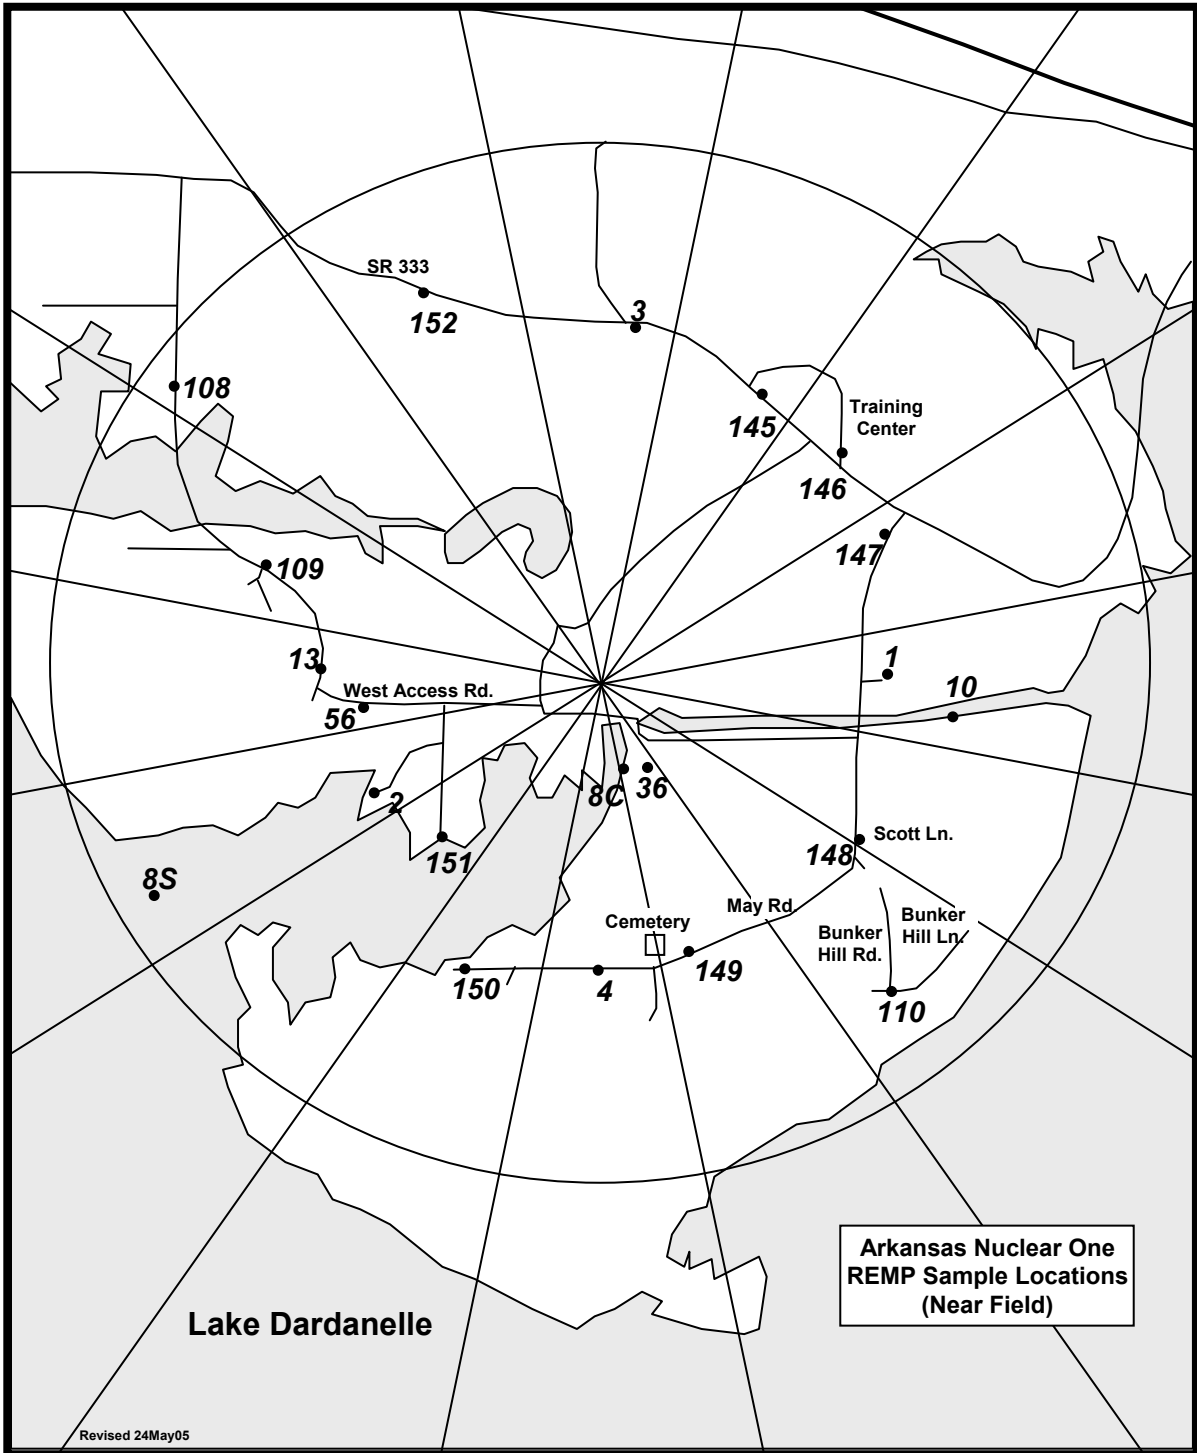 SR 333
152
3
108
145
Training
Center
146
147
109
13
1
West Access Rd.
10
56
8C
36
2
Scott Ln.
148
151
8S
May Rd.
Cemetery
Bunker
Hill Ln.
Bunker
Hill Rd.
149
150
4
110
Arkansas Nuclear One
REMP Sample Locations
(Near Field)
Lake Dardanelle
Revised 24May05